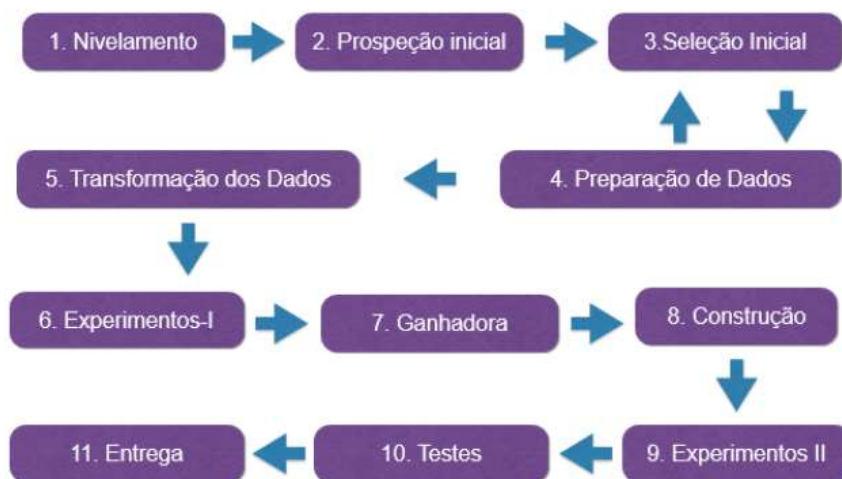 1. Nivelamento
2. Prospeção inicial
3.Seleção Inicial
4. Preparação de Dados
5. Transformação dos Dados
6. Experimentos-I
7. Ganhadora
8. Construção
9. Experimentos II
10. Testes
11. Entrega